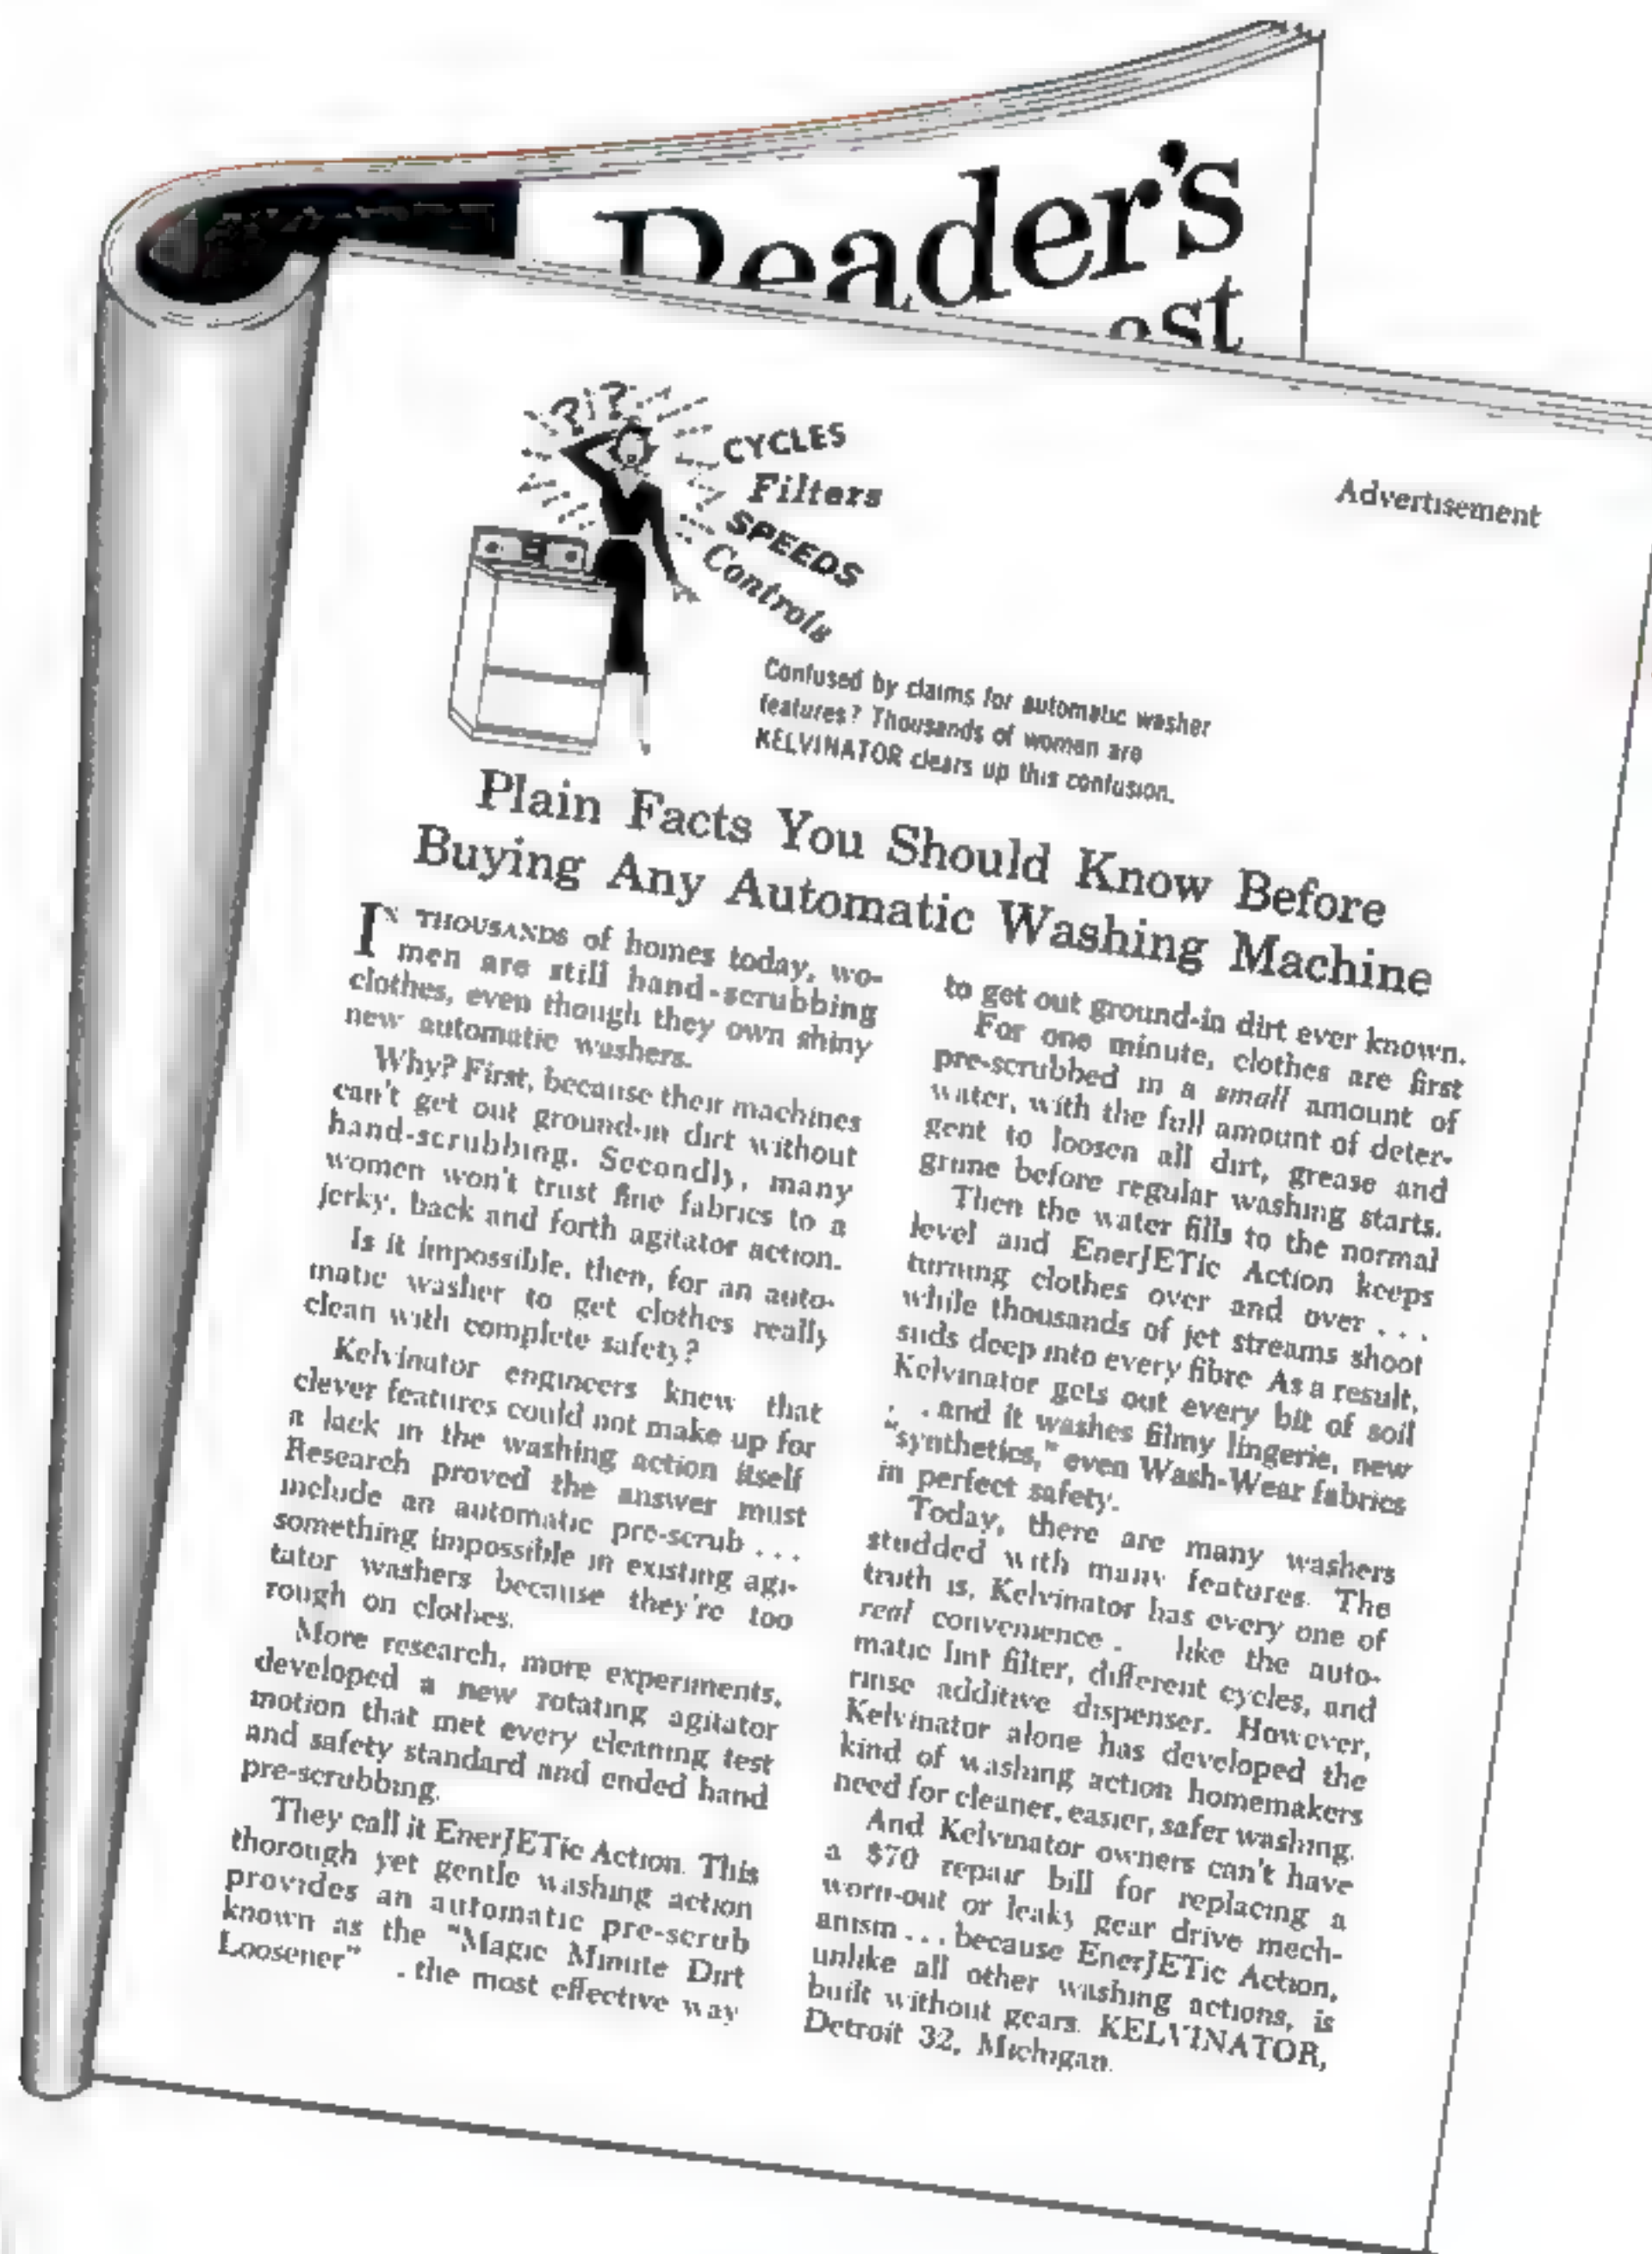 Reader's
est
??
CYCLES
Filters
SPEEDS
Controls
Advertisement
Confused by claims for automatic washer
features? Thousands of women are
KELVINATOR clears up this confusion.
Plain Facts You Should Know Before
Buying Any Automatic Washing Machine
IN THOUSANDS of homes today, wo-
men are still hand-scrubbing
clothes, even though they own shiny
new automatic washers.
Why? First, because their machines
can't get out ground-in dirt without
hand-scrubbing. Secondly, many
women won't trust fine fabrics to a
jerky, back and forth agitator action.
Is it impossible, then, for an auto-
matic washer to get clothes really
clean with complete safety?
Kelvinator engineers knew that
clever features could not make up for
a lack in the washing action itself
Research proved the answer must
include an automatic pre-scrub . . .
something impossible in existing agi-
tator washers because they're too
rough on clothes.
More research, more experiments,
developed a new rotating agitator
motion that met every cleaning test
and safety standard and ended hand
pre-scrubbing.
They call it EnerJETic Action. This
thorough yet gentle washing action
provides an automatic pre-scrub
known as the "Magic Minute Dirt
Loosener" . the most effective way
to get out ground-in dirt ever known.
For one minute, clothes are first
pre-scrubbed in a small amount of
water, with the full amount of deter-
gent to loosen all dirt, grease and
grime before regular washing starts.
Then the water fills to the normal
level and EnerJETic Action keeps
turning clothes over and over . . .
while thousands of jet streams shoot
suds deep into every fibre As a result,
Kelvinator gets out every bit of soil
. . and it washes filmy lingerie, new
"synthetics," even Wash-Wear fabrics
in perfect safety.
Today, there are many washers
studded with many features. The
truth is, Kelvinator has every one of
real convenience . like the auto-
matic lint filter, different cycles, and
rinse additive dispenser. However,
Kelvinator alone has developed the
kind of washing action homemakers
need for cleaner, easier, safer washing.
And Kelvinator owners can't have
a $70 repair bill for replacing a
worn-out or leaky gear drive mech-
anism . . . because EnerJETic Action,
unlike all other washing actions, is
built without gears. KELVINATOR,
Detroit 32, Michigan.